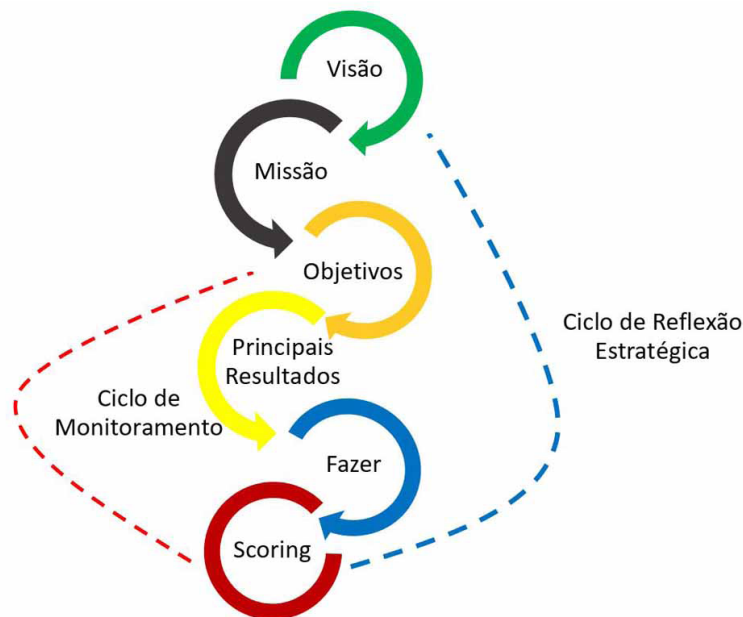 Visão
Missão
Objetivos
Principais
Resultados
Ciclo de Reflexão
Estratégica
Ciclo de
Monitoramento
Fazer
Scoring